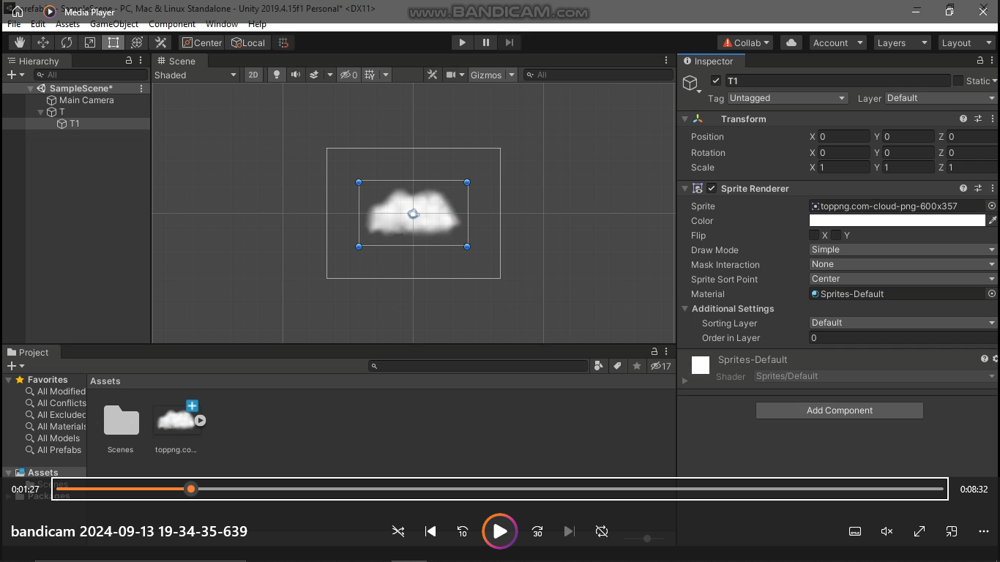 prefab - SampleScene - PC, Mac & Linux Standalone - Unity 2019.4.15f1 Personal* <DX11>
Media Player
www.BANDICAM.com
File Edit Assets GameObject Component Window Help
Center Local Collab Account Layers Layout
Hierarchy
All
SampleScene*
Main Camera
T
T1
Scene
Shaded 2D 0 Gizmos All
Inspector
T1 Static
Tag Untagged Layer Default
Transform
Position X 0 Y 0 Z 0
Rotation X 0 Y 0 Z 0
Scale X 1 Y 1 Z 1
Sprite Renderer
Sprite toppng.com-cloud-png-600x357
Color
Flip X Y
Draw Mode Simple
Mask Interaction None
Sprite Sort Point Center
Material Sprites-Default
Additional Settings
Sorting Layer Default
Order in Layer 0
Sprites-Default
Shader Sprites/Default
Add Component
Project
17
Favorites
All Modified
All Conflicts
All Excluded
All Materials
All Models
All Prefabs
Assets
Scenes
Packages
Assets
Scenes
toppng.co...
0:01:27
0:08:32
bandicam 2024-09-13 19-34-35-639
10
30